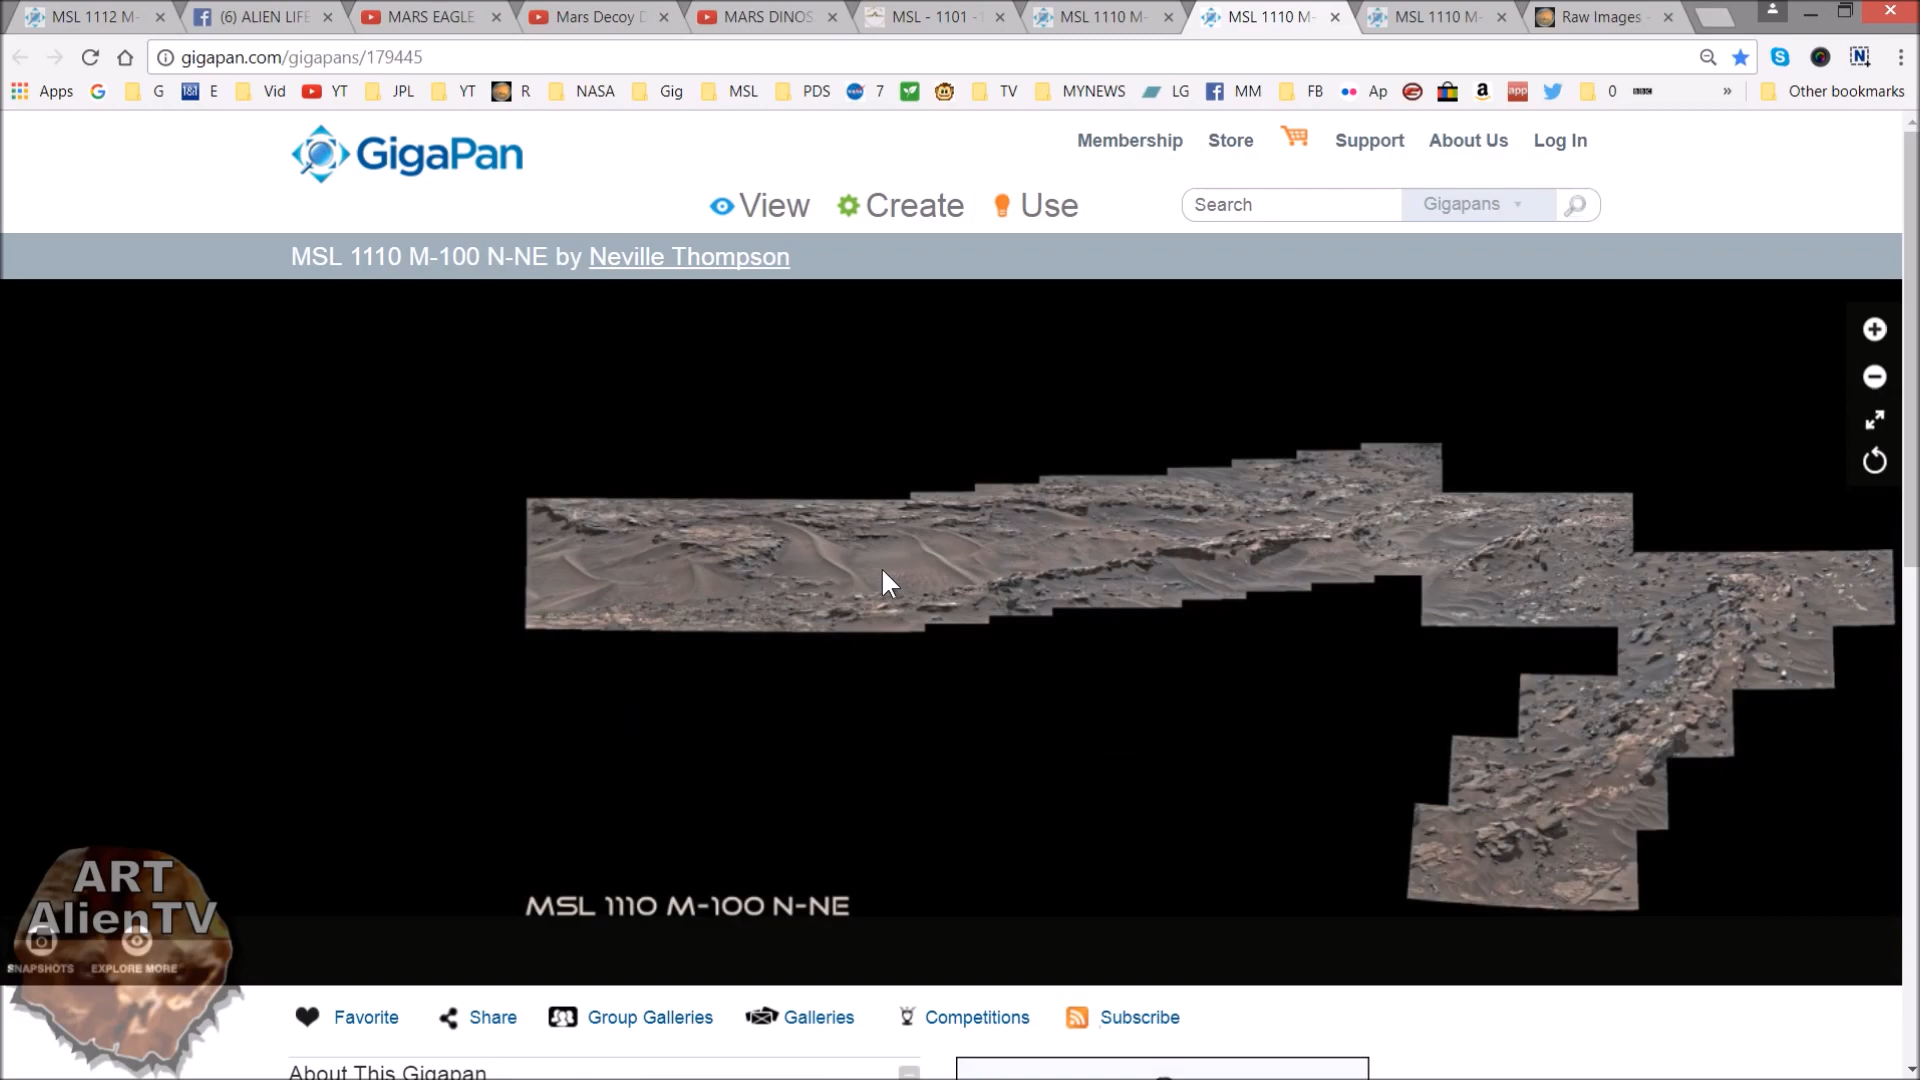 MSL 1112 M-
(6) ALIEN LIFE
MARS EAGLE
Mars Decoy D
MARS DINOS
MSL - 1101 -
MSL 1110 M-
MSL 1110 M-
MSL 1110 M-
Raw Images -
gigapan.com/gigapans/179445
Apps G E Vid YT JPL YT R NASA Gig MSL PDS 7 TV MYNEWS LG MM FB Ap app 0 BBC » Other bookmarks
GigaPan
Membership Store Support About Us Log In
View Create Use
Search Gigapans
MSL 1110 M-100 N-NE by Neville Thompson
MSL 1110 M-100 N-NE
ART
AlienTV
SNAPSHOTS EXPLORE MORE
Favorite Share Group Galleries Galleries Competitions Subscribe
About This Gigapan